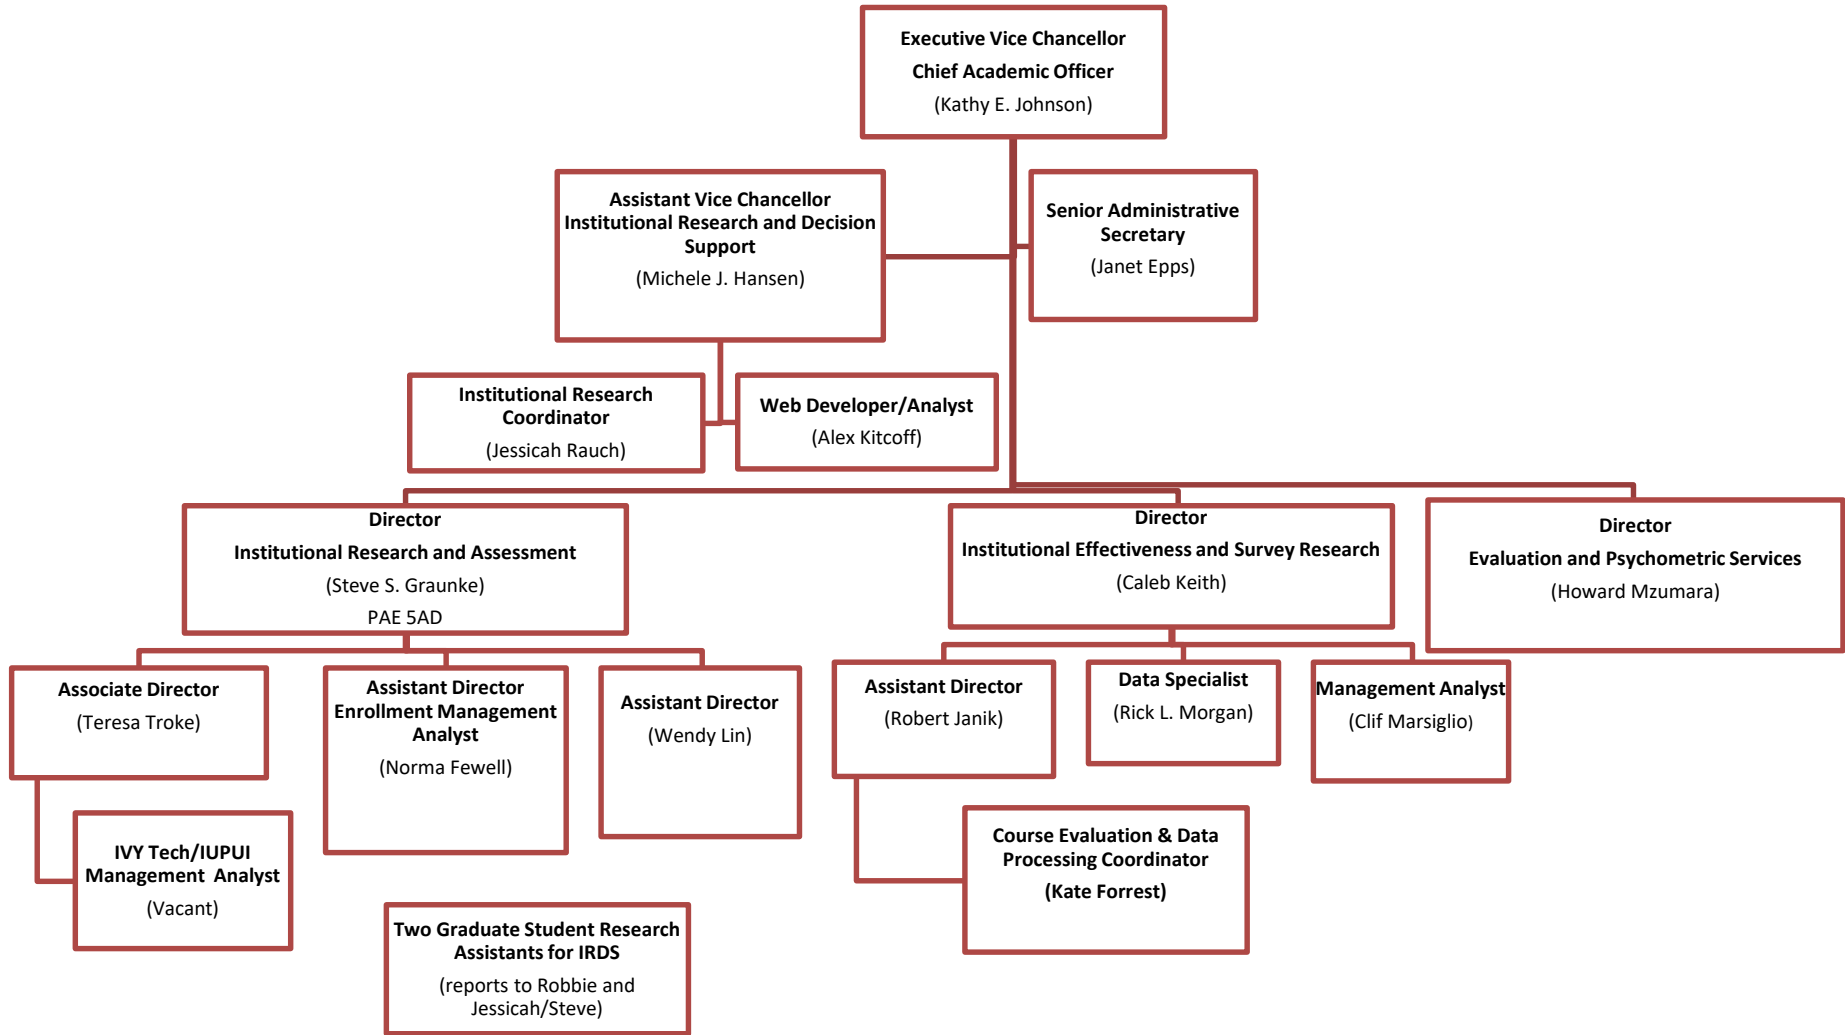 Executive Vice Chancellor
Chief Academic Officer
(Kathy E. Johnson)
Assistant Vice Chancellor
Institutional Research and Decision
Support
(Michele J. Hansen)
Senior Administrative
Secretary
(Janet Epps)
Institutional Research
Coordinator
(Jessicah Rauch)
Web Developer/Analyst
(Alex Kitcoff)
Director
Institutional Research and Assessment
(Steve S. Graunke)
PAE 5AD
Director
Institutional Effectiveness and Survey Research
(Caleb Keith)
Director
Evaluation and Psychometric Services
(Howard Mzumara)
Associate Director
(Teresa Troke)
Assistant Director
Enrollment Management
Analyst
(Norma Fewell)
Assistant Director
(Wendy Lin)
Assistant Director
(Robert Janik)
Data Specialist
(Rick L. Morgan)
Management Analyst
(Clif Marsiglio)
IVY Tech/IUPUI
Management Analyst
(Vacant)
Course Evaluation & Data
Processing Coordinator
(Kate Forrest)
Two Graduate Student Research
Assistants for IRDS
(reports to Robbie and
Jessicah/Steve)